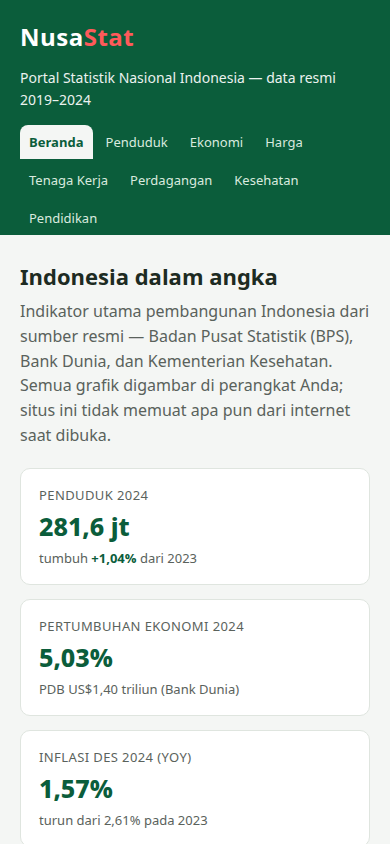 NusaStat
Portal Statistik Nasional Indonesia — data resmi
2019–2024
Beranda Penduduk Ekonomi Harga
Tenaga Kerja Perdagangan Kesehatan
Pendidikan
Indonesia dalam angka
Indikator utama pembangunan Indonesia dari
sumber resmi — Badan Pusat Statistik (BPS),
Bank Dunia, dan Kementerian Kesehatan.
Semua grafik digambar di perangkat Anda;
situs ini tidak memuat apa pun dari internet
saat dibuka.
PENDUDUK 2024
281,6 jt
tumbuh +1,04% dari 2023
PERTUMBUHAN EKONOMI 2024
5,03%
PDB US$1,40 triliun (Bank Dunia)
INFLASI DES 2024 (YOY)
1,57%
turun dari 2,61% pada 2023